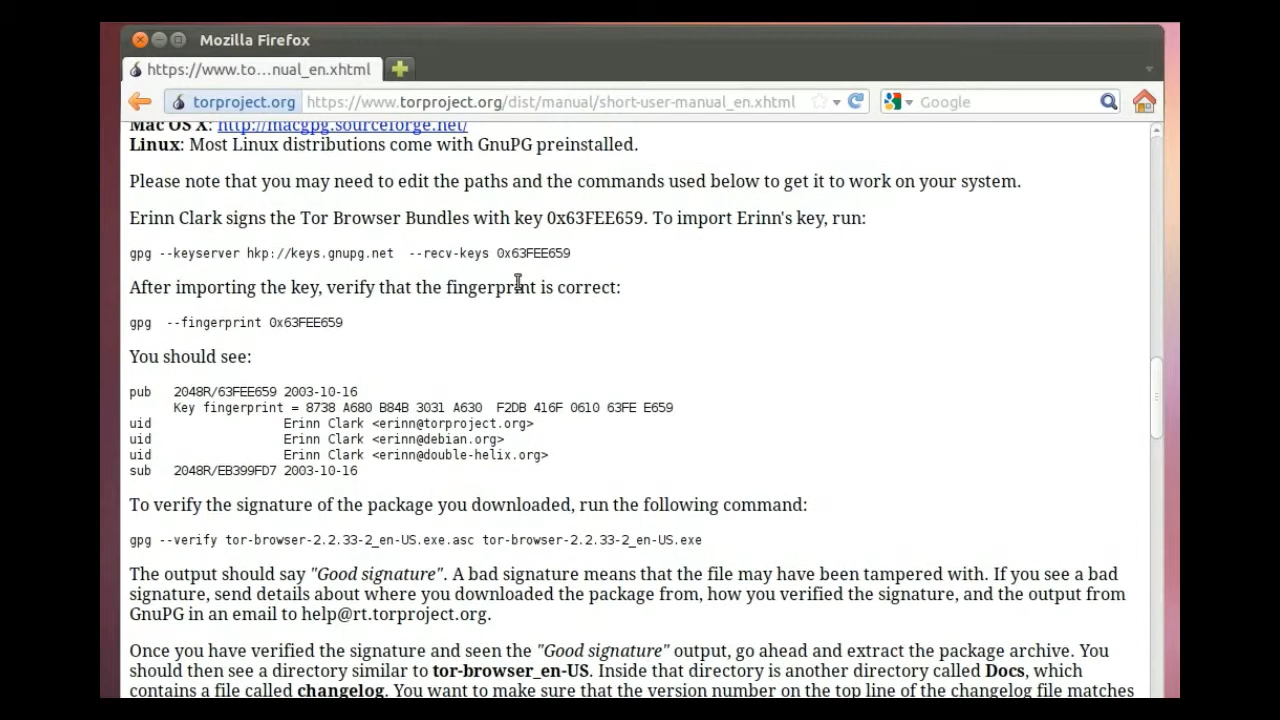 Mozilla Firefox
https://www.to...nual_en.xhtml
torproject.org https://www.torproject.org/dist/manual/short-user-manual_en.xhtml Google
Mac OS X: http://macgpg.sourceforge.net/
Linux: Most Linux distributions come with GnuPG preinstalled.
Please note that you may need to edit the paths and the commands used below to get it to work on your system.
Erinn Clark signs the Tor Browser Bundles with key 0x63FEE659. To import Erinn's key, run:
gpg --keyserver hkp://keys.gnupg.net  --recv-keys 0x63FEE659
After importing the key, verify that the fingerprint is correct:
gpg  --fingerprint 0x63FEE659
You should see:
pub   2048R/63FEE659 2003-10-16
      Key fingerprint = 8738 A680 B84B 3031 A630  F2DB 416F 0610 63FE E659
uid                  Erinn Clark <erinn@torproject.org>
uid                  Erinn Clark <erinn@debian.org>
uid                  Erinn Clark <erinn@double-helix.org>
sub   2048R/EB399FD7 2003-10-16
To verify the signature of the package you downloaded, run the following command:
gpg --verify tor-browser-2.2.33-2_en-US.exe.asc tor-browser-2.2.33-2_en-US.exe
The output should say "Good signature". A bad signature means that the file may have been tampered with. If you see a bad
signature, send details about where you downloaded the package from, how you verified the signature, and the output from
GnuPG in an email to help@rt.torproject.org.
Once you have verified the signature and seen the "Good signature" output, go ahead and extract the package archive. You
should then see a directory similar to tor-browser_en-US. Inside that directory is another directory called Docs, which
contains a file called changelog. You want to make sure that the version number on the top line of the changelog file matches